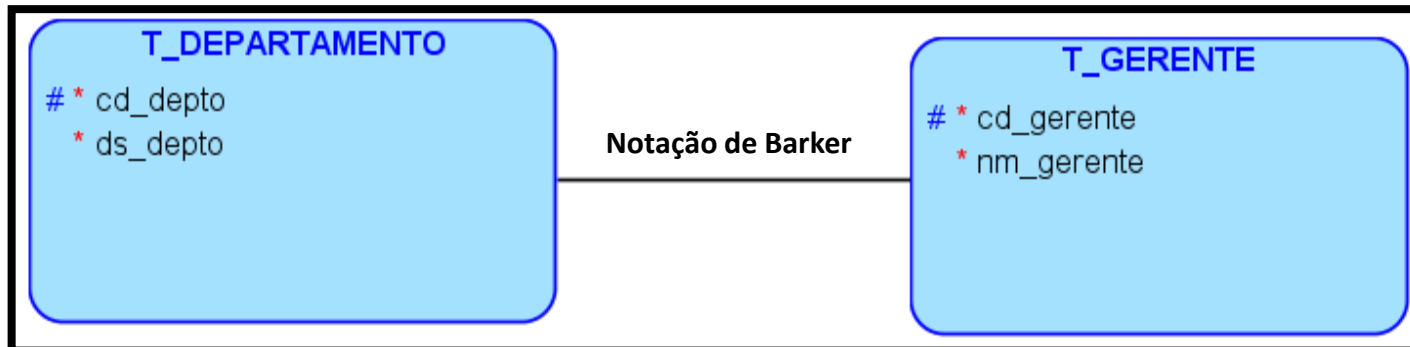 T_DEPARTAMENTO
# * cd_depto
* ds_depto
Notação de Barker
T_GERENTE
# * cd_gerente
* nm_gerente